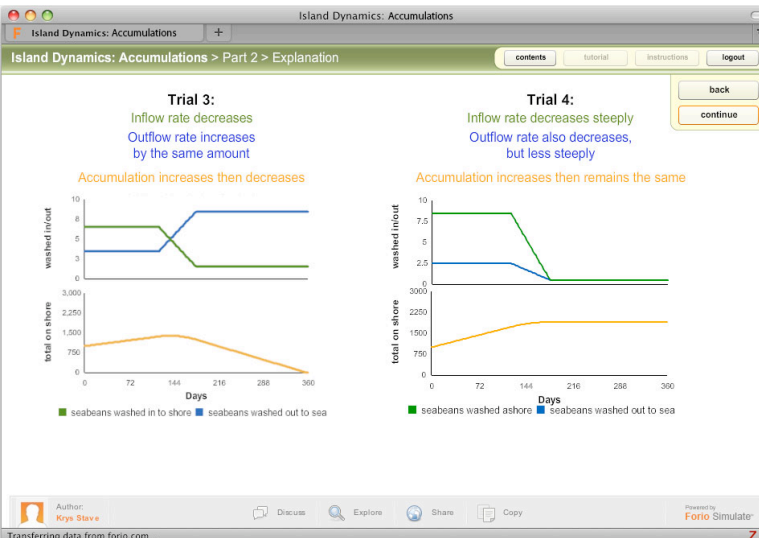 Island Dynamics: Accumulations
F Island Dynamics: Accumulations +
Island Dynamics: Accumulations > Part 2 > Explanation
contents tutorial instructions logout
back
continue
Trial 3:
Inflow rate decreases
Outflow rate increases
by the same amount
Accumulation increases then decreases
washed in/out
10
8
5
3
0
total on shore
3,000
2,250
1,500
750
0
0 72 144 216 288 360
Days
seabeans washed in to shore seabeans washed out to sea
Trial 4:
Inflow rate decreases steeply
Outflow rate also decreases,
but less steeply
Accumulation increases then remains the same
washed in/out
10
7.5
5
2.5
0
total on shore
3000
2250
1500
750
0
0 72 144 216 288 360
Days
seabeans washed ashore seabeans washed out to sea
Author:
Krys Stave
Discuss Explore Share Copy
Powered by
Forio Simulate
Transferring data from forio.com